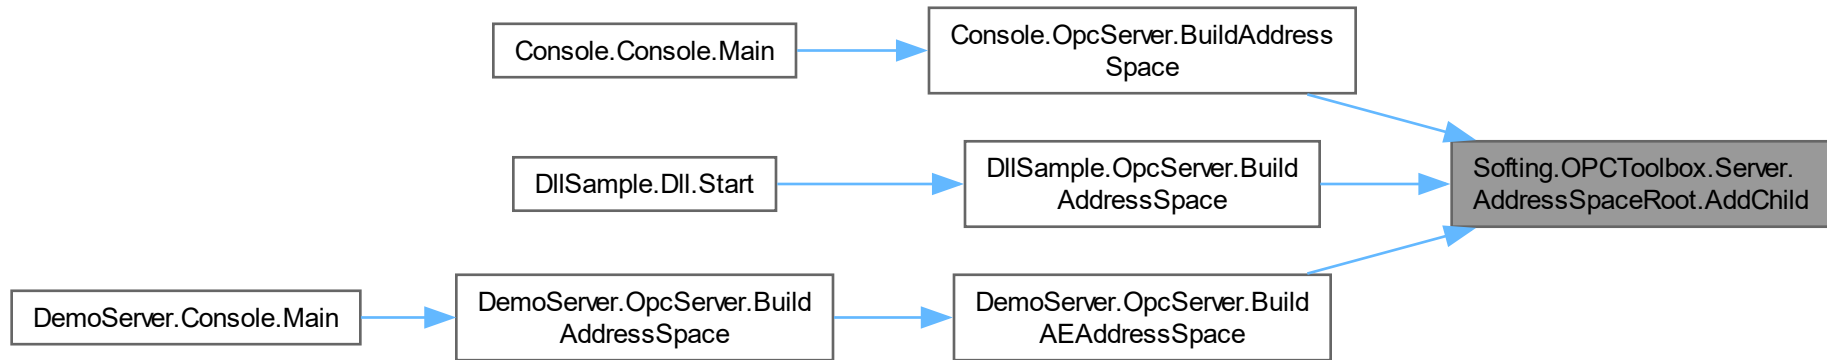 Console.Console.Main
Console.OpcServer.BuildAddress
Space
DllSample.Dll.Start
DllSample.OpcServer.Build
AddressSpace
Softing.OPCToolbox.Server.
AddressSpaceRoot.AddChild
DemoServer.Console.Main
DemoServer.OpcServer.Build
AddressSpace
DemoServer.OpcServer.Build
AEAddressSpace